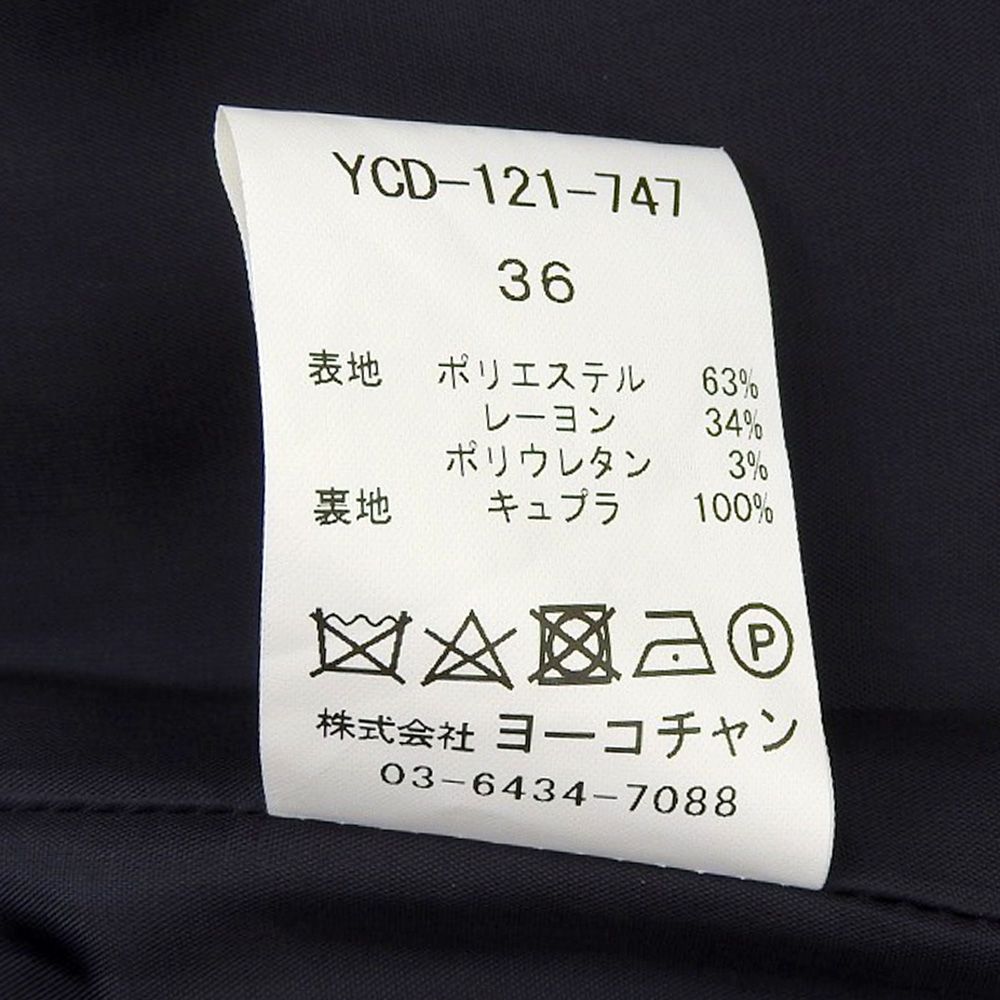 YCD-121-747
36
表地 ポリエステル 63%
レーヨン 34%
ポリウレタン 3%
裏地 キュプラ 100%
P
株式会社 ヨーコチャン
03-6434-7088